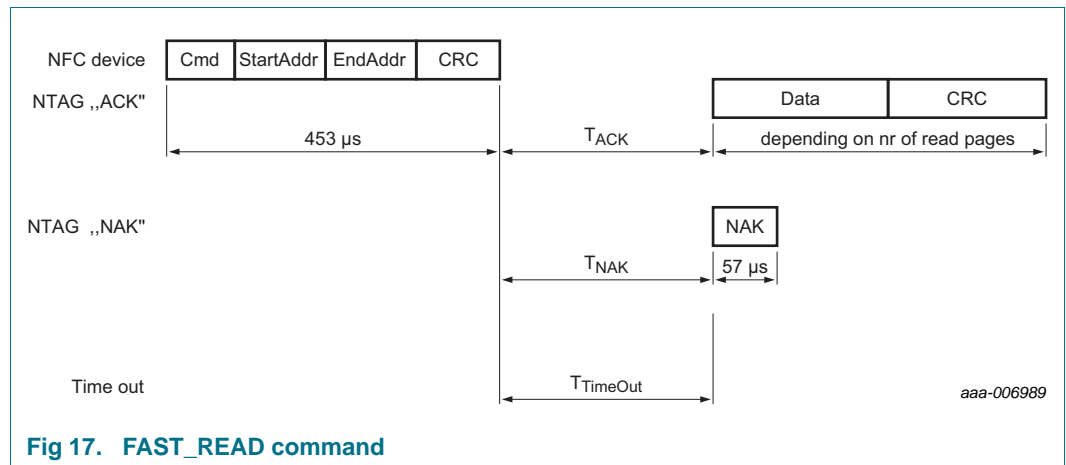 NFC device Cmd StartAddr EndAddr CRC
NTAG ,,ACK" Data CRC
453 µs TACK depending on nr of read pages
NTAG ,,NAK" NAK
TNAK 57 µs
Time out TTimeOut aaa-006989
Fig 17. FAST_READ command